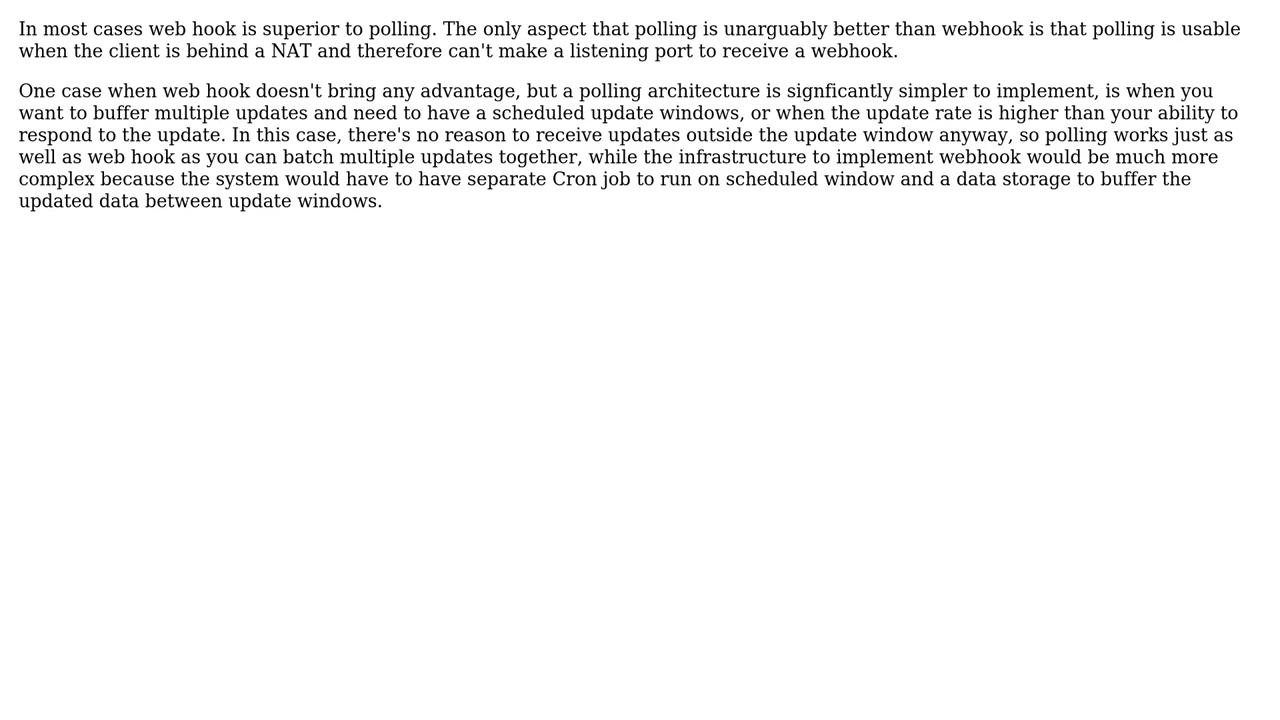 In most cases web hook is superior to polling. The only aspect that polling is unarguably better than webhook is that polling is usable
when the client is behind a NAT and therefore can't make a listening port to receive a webhook.
One case when web hook doesn't bring any advantage, but a polling architecture is signficantly simpler to implement, is when you
want to buffer multiple updates and need to have a scheduled update windows, or when the update rate is higher than your ability to
respond to the update. In this case, there's no reason to receive updates outside the update window anyway, so polling works just as
well as web hook as you can batch multiple updates together, while the infrastructure to implement webhook would be much more
complex because the system would have to have separate Cron job to run on scheduled window and a data storage to buffer the
updated data between update windows.